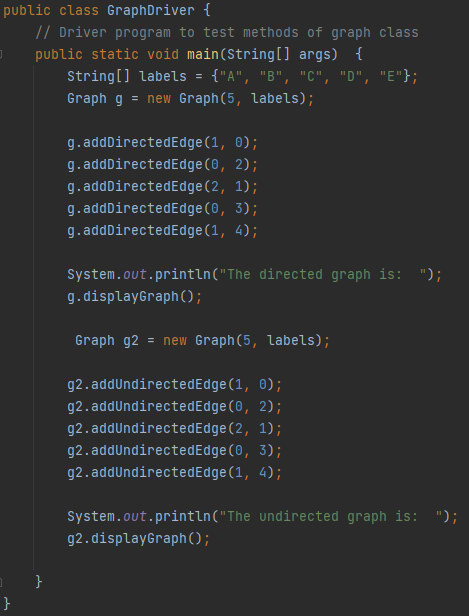 public class GraphDriver {
    // Driver program to test methods of graph class
    public static void main(String[] args)  {
        String[] labels = {"A", "B", "C", "D", "E"};
        Graph g = new Graph(5, labels);

        g.addDirectedEdge(1, 0);
        g.addDirectedEdge(0, 2);
        g.addDirectedEdge(2, 1);
        g.addDirectedEdge(0, 3);
        g.addDirectedEdge(1, 4);

        System.out.println("The directed graph is:  ");
        g.displayGraph();

         Graph g2 = new Graph(5, labels);

        g2.addUndirectedEdge(1, 0);
        g2.addUndirectedEdge(0, 2);
        g2.addUndirectedEdge(2, 1);
        g2.addUndirectedEdge(0, 3);
        g2.addUndirectedEdge(1, 4);

        System.out.println("The undirected graph is:  ");
        g2.displayGraph();

    }
}